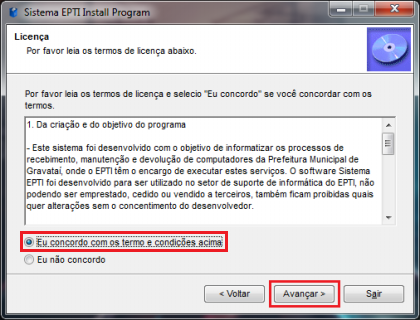 Sistema EPTI Install Program
Licença
Por favor leia os termos de licença abaixo.
Por favor leia os termos de licença e selecio "Eu concordo" se você concordar com os
termos.
1. Da criação e do objetivo do programa
- Este sistema foi desenvolvido com o objetivo de informatizar os processos de
recebimento, manutenção e devolução de computadores da Prefeitura Municipal de
Gravataí, onde o EPTI têm o encargo de executar estes serviços. O software Sistema
EPTI foi desenvolvido para ser utilizado no setor de suporte de informática do EPTI, não
podendo ser emprestado, cedido ou vendido a terceiros, também ficam proibidas quais
quer alterações sem o concentimento do desenvolvedor.
Eu concordo com os termo e condições acima
Eu não concordo
< Voltar
Avançar >
Sair